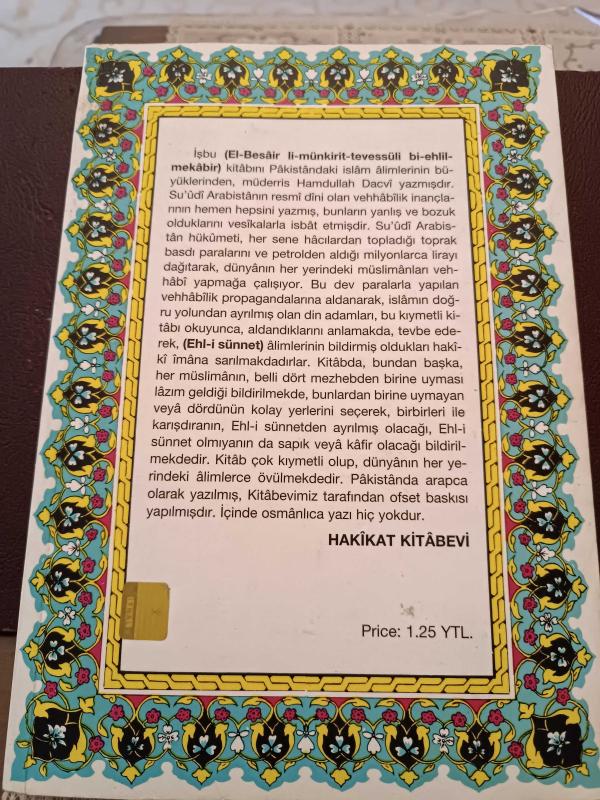 İşbu (El-Besâir li-münkirit-tevessüli bi-ehlil-
mekâbir) kitâbını Pâkistândaki islâm âlimlerinin bü-
yüklerinden, müderris Hamdullah Dacvî yazmışdır.
Su'ûdî Arabistânın resmî dîni olan vehhâbîlik inançla-
rının hemen hepsini yazmış, bunların yanlış ve bozuk
olduklarını vesîkalarla isbât etmişdir. Su'ûdî Arabis-
tân hükûmeti, her sene hâcılardan topladığı toprak
basdı paralarını ve petrolden aldığı milyonlarca lirayı
dağıtarak, dünyânın her yerindeki müslimânları veh-
hâbî yapmağa çalışıyor. Bu dev paralarla yapılan
vehhâbîlik propagandalarına aldanarak, islâmın doğ-
ru yolundan ayrılmış olan din adamları, bu kıymetli ki-
tâbı okuyunca, aldandıklarını anlamakda, tevbe ede-
rek, (Ehl-i sünnet) âlimlerinin bildirmiş oldukları hakî-
kî îmâna sarılmakdadırlar. Kitâbda, bundan başka,
her müslimânın, belli dört mezhebden birine uyması
lâzım geldiği bildirilmekde, bunlardan birine uymayan
veyâ dördünün kolay yerlerini seçerek, birbirleri ile
karışdıranın, Ehl-i sünnetden ayrılmış olacağı, Ehl-i
sünnet olmıyanın da sapık veyâ kâfir olacağı bildiril-
mekdedir. Kitâb çok kıymetli olup, dünyânın her ye-
rindeki âlimlerce övülmekdedir. Pâkistânda arapca
olarak yazılmış, Kitâbevimiz tarafından ofset baskısı
yapılmışdır. İçinde osmânlıca yazı hiç yokdur.
HAKÎKAT KİTÂBEVİ
Price: 1.25 YTL.